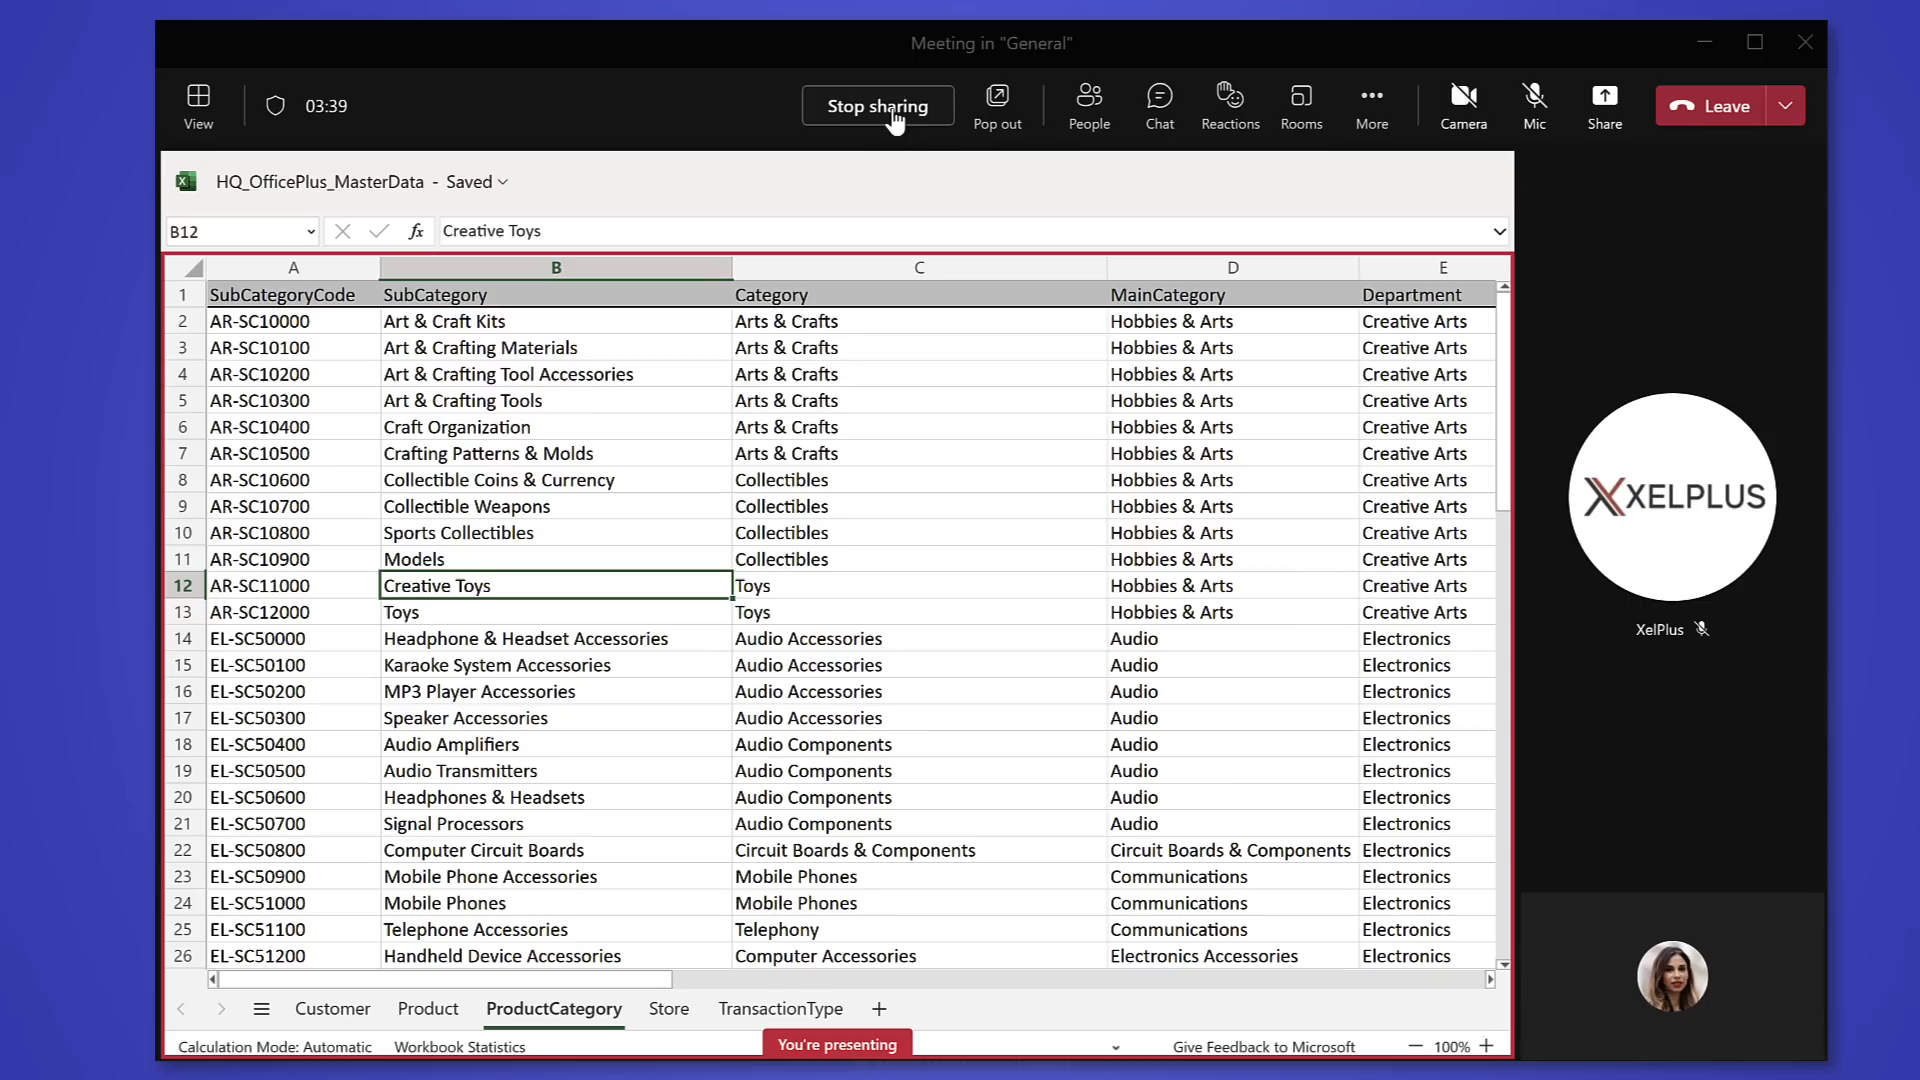 Meeting in "General"
View 03:39 Stop sharing Pop out People Chat Reactions Rooms More Camera Mic Share Leave
HQ_OfficePlus_MasterData - Saved
B12 fx Creative Toys
A B C D E
1 SubCategoryCode SubCategory Category MainCategory Department
2 AR-SC10000 Art & Craft Kits Arts & Crafts Hobbies & Arts Creative Arts
3 AR-SC10100 Art & Crafting Materials Arts & Crafts Hobbies & Arts Creative Arts
4 AR-SC10200 Art & Crafting Tool Accessories Arts & Crafts Hobbies & Arts Creative Arts
5 AR-SC10300 Art & Crafting Tools Arts & Crafts Hobbies & Arts Creative Arts
6 AR-SC10400 Craft Organization Arts & Crafts Hobbies & Arts Creative Arts
7 AR-SC10500 Crafting Patterns & Molds Arts & Crafts Hobbies & Arts Creative Arts
8 AR-SC10600 Collectible Coins & Currency Collectibles Hobbies & Arts Creative Arts
9 AR-SC10700 Collectible Weapons Collectibles Hobbies & Arts Creative Arts
10 AR-SC10800 Sports Collectibles Collectibles Hobbies & Arts Creative Arts
11 AR-SC10900 Models Collectibles Hobbies & Arts Creative Arts
12 AR-SC11000 Creative Toys Toys Hobbies & Arts Creative Arts
13 AR-SC12000 Toys Toys Hobbies & Arts Creative Arts
14 EL-SC50000 Headphone & Headset Accessories Audio Accessories Audio Electronics
15 EL-SC50100 Karaoke System Accessories Audio Accessories Audio Electronics
16 EL-SC50200 MP3 Player Accessories Audio Accessories Audio Electronics
17 EL-SC50300 Speaker Accessories Audio Accessories Audio Electronics
18 EL-SC50400 Audio Amplifiers Audio Components Audio Electronics
19 EL-SC50500 Audio Transmitters Audio Components Audio Electronics
20 EL-SC50600 Headphones & Headsets Audio Components Audio Electronics
21 EL-SC50700 Signal Processors Audio Components Audio Electronics
22 EL-SC50800 Computer Circuit Boards Circuit Boards & Components Circuit Boards & Components Electronics
23 EL-SC50900 Mobile Phone Accessories Mobile Phones Communications Electronics
24 EL-SC51000 Mobile Phones Mobile Phones Communications Electronics
25 EL-SC51100 Telephone Accessories Telephony Communications Electronics
26 EL-SC51200 Handheld Device Accessories Computer Accessories Electronics Accessories Electronics
XELPLUS
XelPlus
Customer Product ProductCategory Store TransactionType
Calculation Mode: Automatic Workbook Statistics You're presenting Give Feedback to Microsoft 100%